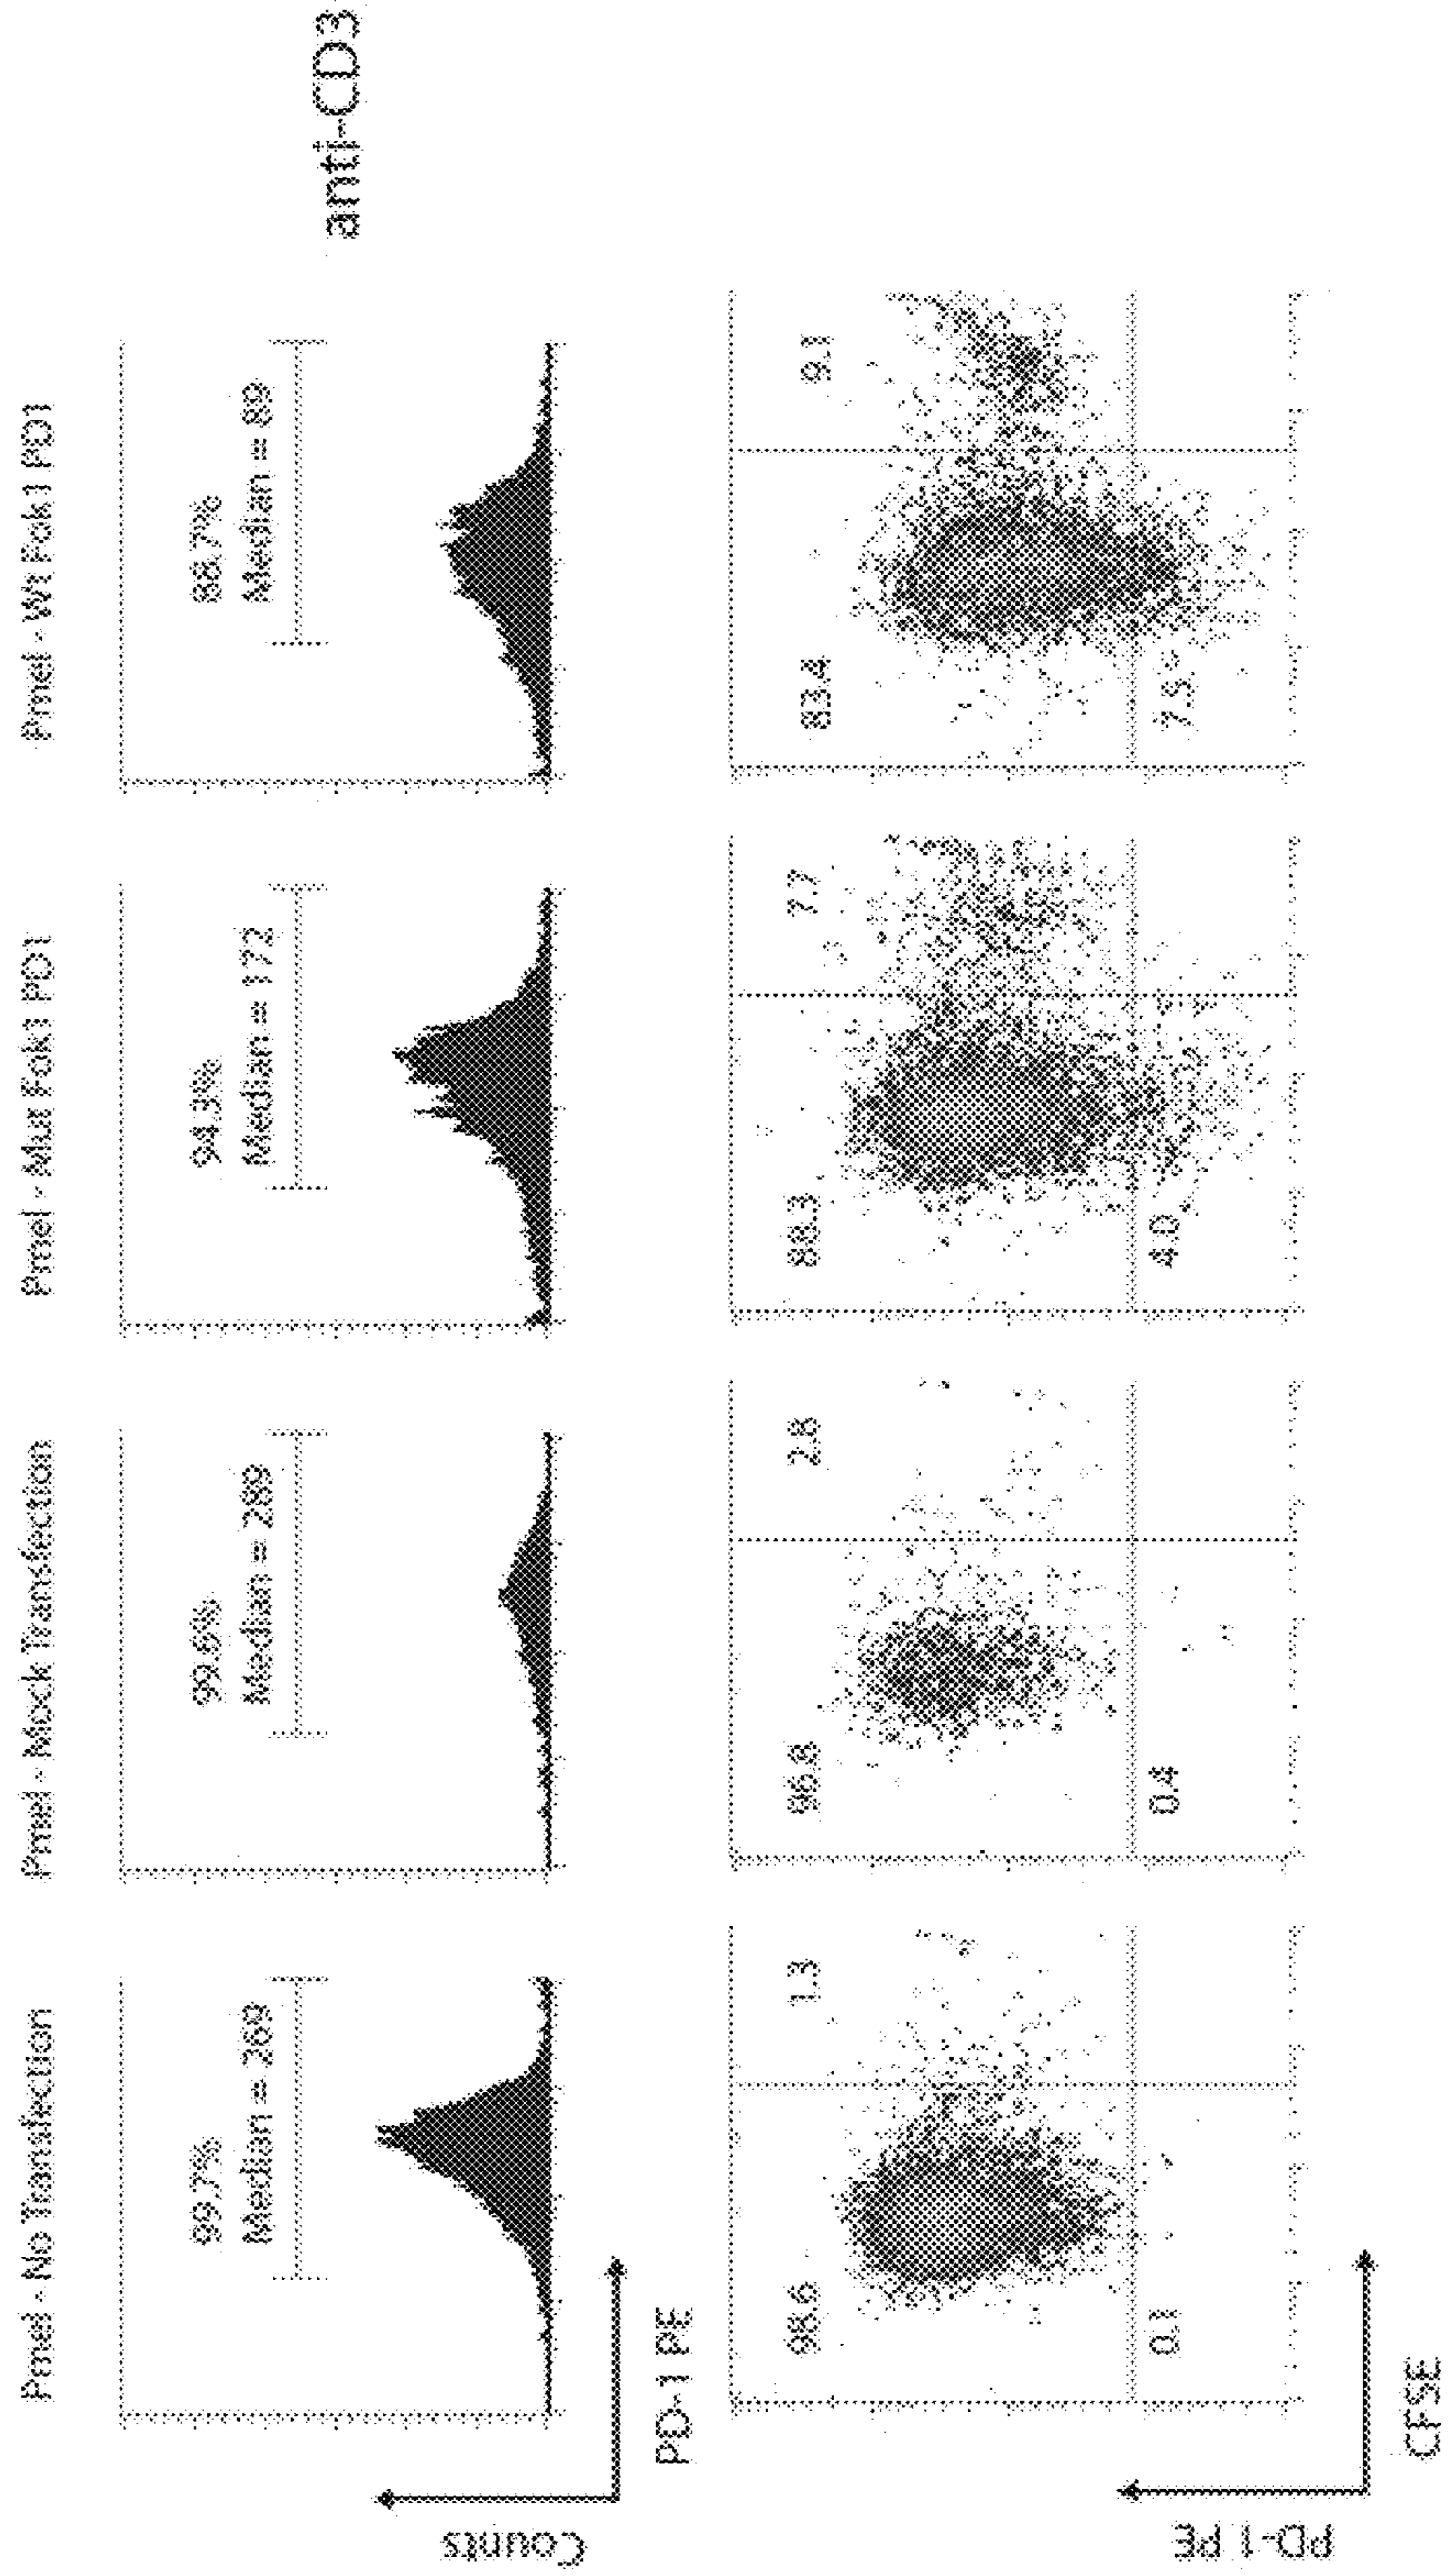 Pmel - No Transfection
Pmel - Mock Transfection
Pmel - Mut Fok1 PD1
Pmel - Wt Fok1 PD1
99.7%
Median = 269
99.6%
Median = 289
94.3%
Median = 172
88.7%
Median = 89
anti-CD3
Counts
PD-1 PE
98.6
1.3
0.1
96.8
2.8
0.4
88.3
7.7
4.0
83.4
9.1
7.5
PD-1 PE
CFSE